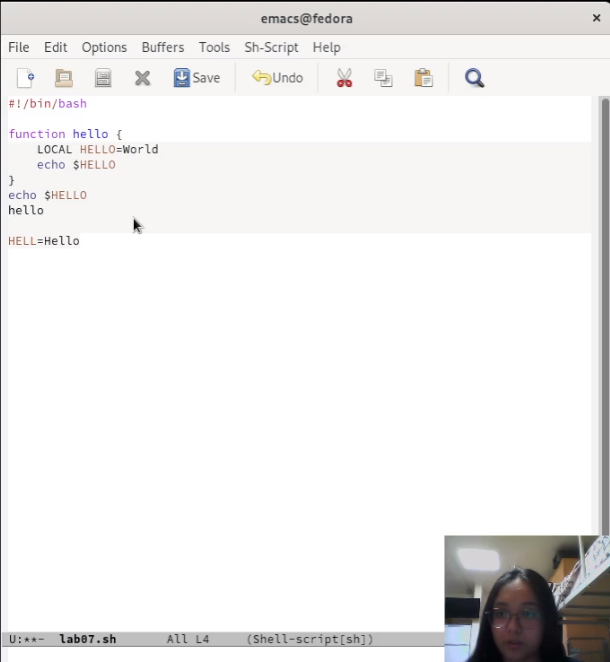 emacs@fedora
File Edit Options Buffers Tools Sh-Script Help
Save Undo
#!/bin/bash
function hello {
    LOCAL HELLO=World
    echo $HELLO
}
echo $HELLO
hello
HELL=Hello
U:**- lab07.sh All L4 (Shell-script[sh])